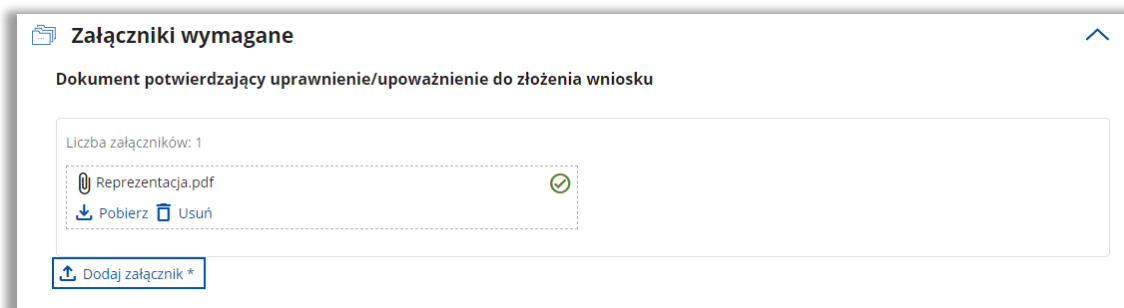 Załączniki wymagane
Dokument potwierdzający uprawnienie/upoważnienie do złożenia wniosku
Liczba załączników: 1
Reprezentacja.pdf
Pobierz Usuń
Dodaj załącznik *